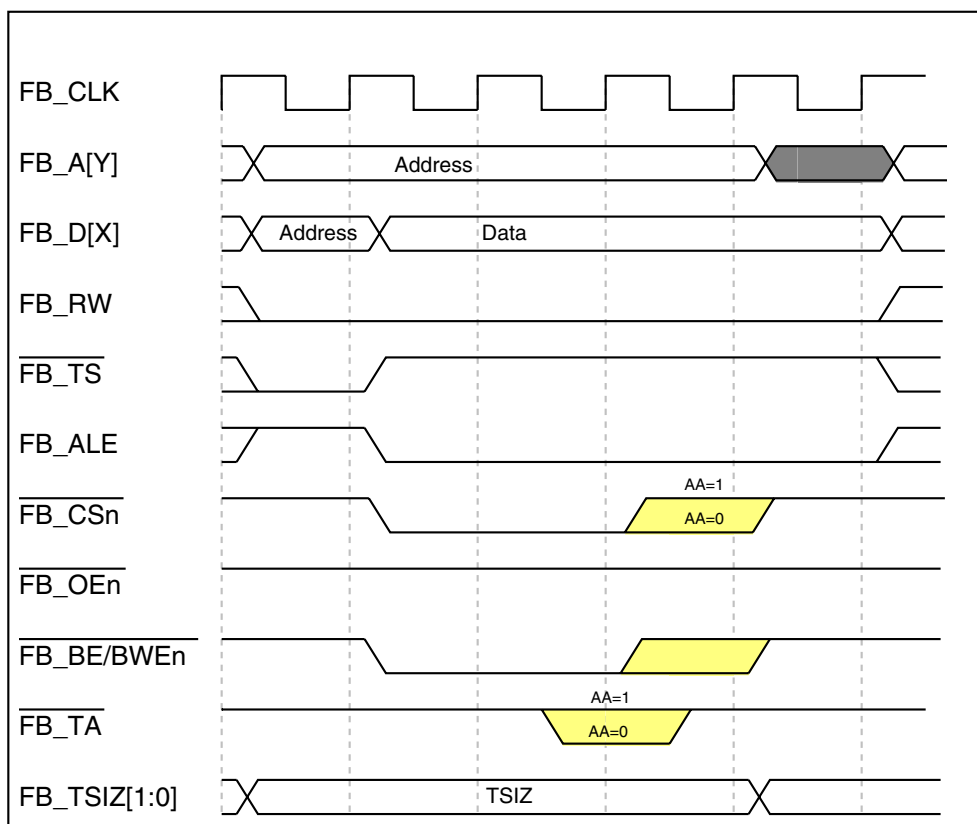 FB_CLK
FB_A[Y] Address
FB_D[X] Address Data
FB_RW
FB_TS
FB_ALE
AA=1
FB_CSn AA=0
FB_OEn
FB_BE/BWEn
AA=1
FB_TA AA=0
FB_TSIZ[1:0] TSIZ